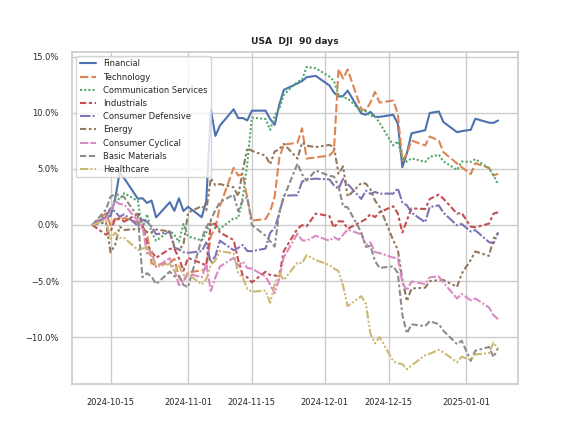 USA DJI 90 days
15.0%
10.0%
5.0%
0.0%
−5.0%
−10.0%
Financial
Technology
Communication Services
Industrials
Consumer Defensive
Energy
Consumer Cyclical
Basic Materials
Healthcare
2024-10-15
2024-11-01
2024-11-15
2024-12-01
2024-12-15
2025-01-01